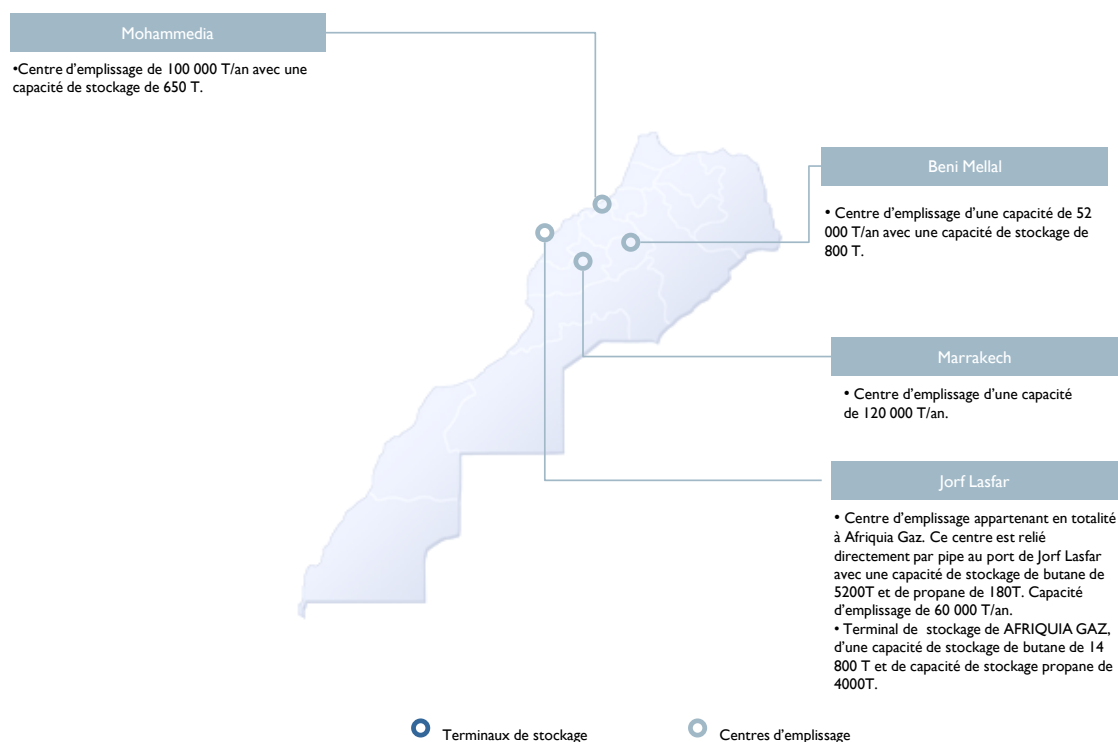 Mohammedia
•Centre d'emplissage de 100 000 T/an avec une
capacité de stockage de 650 T.
Beni Mellal
• Centre d'emplissage d'une capacité de 52
000 T/an avec une capacité de stockage de
800 T.
Marrakech
• Centre d'emplissage d'une capacité
de 120 000 T/an.
Jorf Lasfar
• Centre d'emplissage appartenant en totalité
à Afriquia Gaz. Ce centre est relié
directement par pipe au port de Jorf Lasfar
avec une capacité de stockage de butane de
5200T et de propane de 180T. Capacité
d'emplissage de 60 000 T/an.
• Terminal de stockage de AFRIQUIA GAZ,
d'une capacité de stockage de butane de 14
800 T et de capacité de stockage propane de
4000T.
Terminaux de stockage
Centres d'emplissage